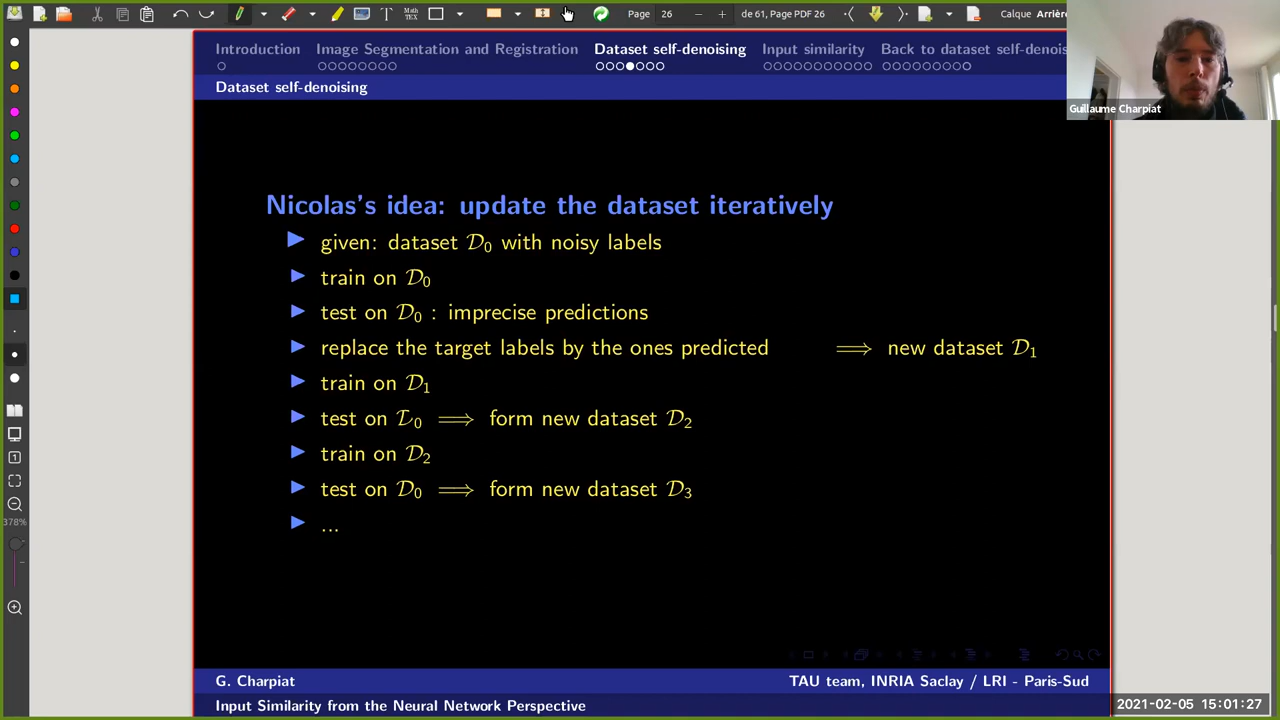 Page 26 de 61, Page PDF 26 Calque Arrière
MATH TEX
T
Introduction Image Segmentation and Registration Dataset self-denoising Input similarity Back to dataset self-denois
Dataset self-denoising
Guillaume Charpiat
Nicolas's idea: update the dataset iteratively
given: dataset D0 with noisy labels
train on D0
test on D0 : imprecise predictions
replace the target labels by the ones predicted ⟹ new dataset D1
train on D1
test on D0 ⟹ form new dataset D2
train on D2
test on D0 ⟹ form new dataset D3
...
1
378%
G. Charpiat TAU team, INRIA Saclay / LRI - Paris-Sud
Input Similarity from the Neural Network Perspective
2021-02-05 15:01:27